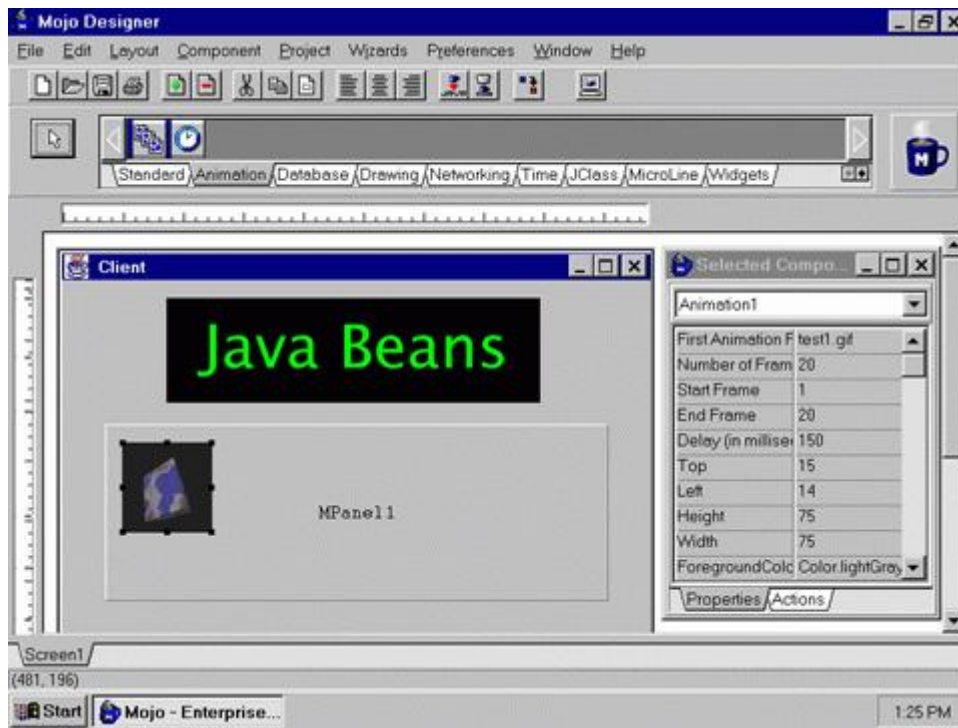 Mojo Designer
File Edit Layout Component Project Wizards Preferences Window Help
Standard Animation Database Drawing Networking Time JClass MicroLine Widgets
M
Client
Java Beans
MPanel1
Selected Compo...
Animation1
First Animation F test1.gif
Number of Fram 20
Start Frame 1
End Frame 20
Delay (in millise 150
Top 15
Left 14
Height 75
Width 75
ForegroundColo Color.lightGray
Properties Actions
Screen1
(481, 196)
Start Mojo - Enterprise... 1:25 PM